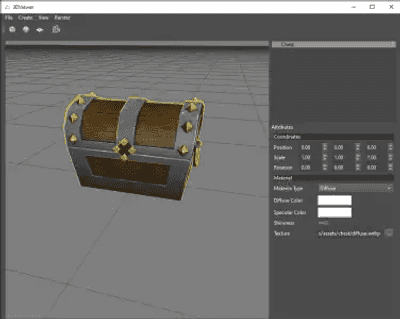 3DViewer
File Create View Render
Chest
Attributes
Coordinates
Position 0.00 0.00 0.00
Scale 1.00 1.00 1.00
Rotation 0.00 0.00 0.00
Material
Material Type Diffuse
Diffuse Color
Specular Color
Shininess
Texture s/assets/chest/diffuse.webp